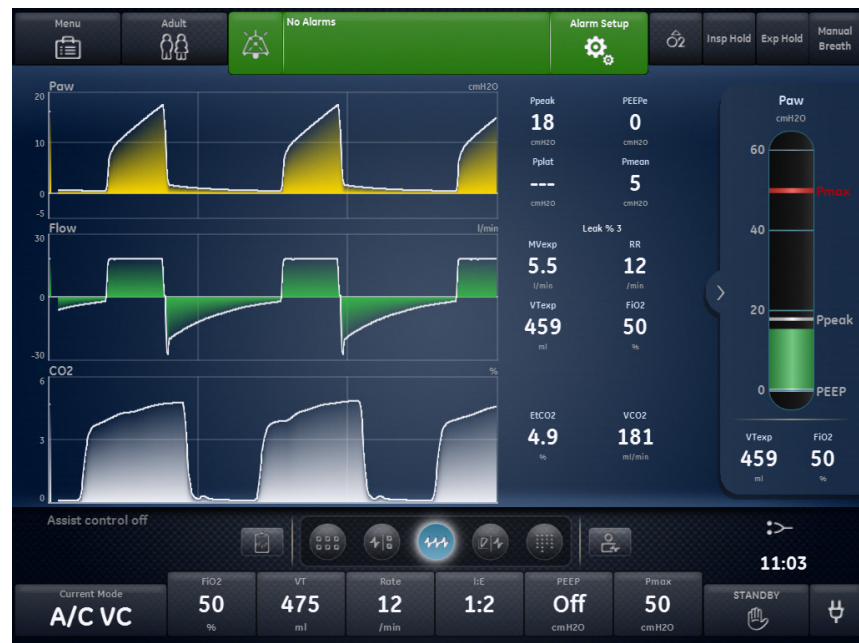 Menu
Adult
No Alarms
Alarm Setup
O2
Insp Hold
Exp Hold
Manual
Breath
Paw
cmH2O
20
10
0
-5
Flow
l/min
30
0
-30
CO2
%
6
3
0
Ppeak
PEEPe
18
0
cmH2O
cmH2O
Pplat
Pmean
---
5
cmH2O
cmH2O
Leak % 3
MVexp
RR
5.5
12
l/min
/min
VTexp
FiO2
459
50
ml
%
EtCO2
VCO2
4.9
181
%
ml/min
Paw
cmH2O
60
Pmax
40
20
Ppeak
0
PEEP
VTexp
FiO2
459
50
ml
%
Assist control off
11:03
Current Mode
A/C VC
FiO2
50
%
VT
475
ml
Rate
12
/min
I:E
1:2
PEEP
Off
cmH2O
Pmax
50
cmH2O
STANDBY